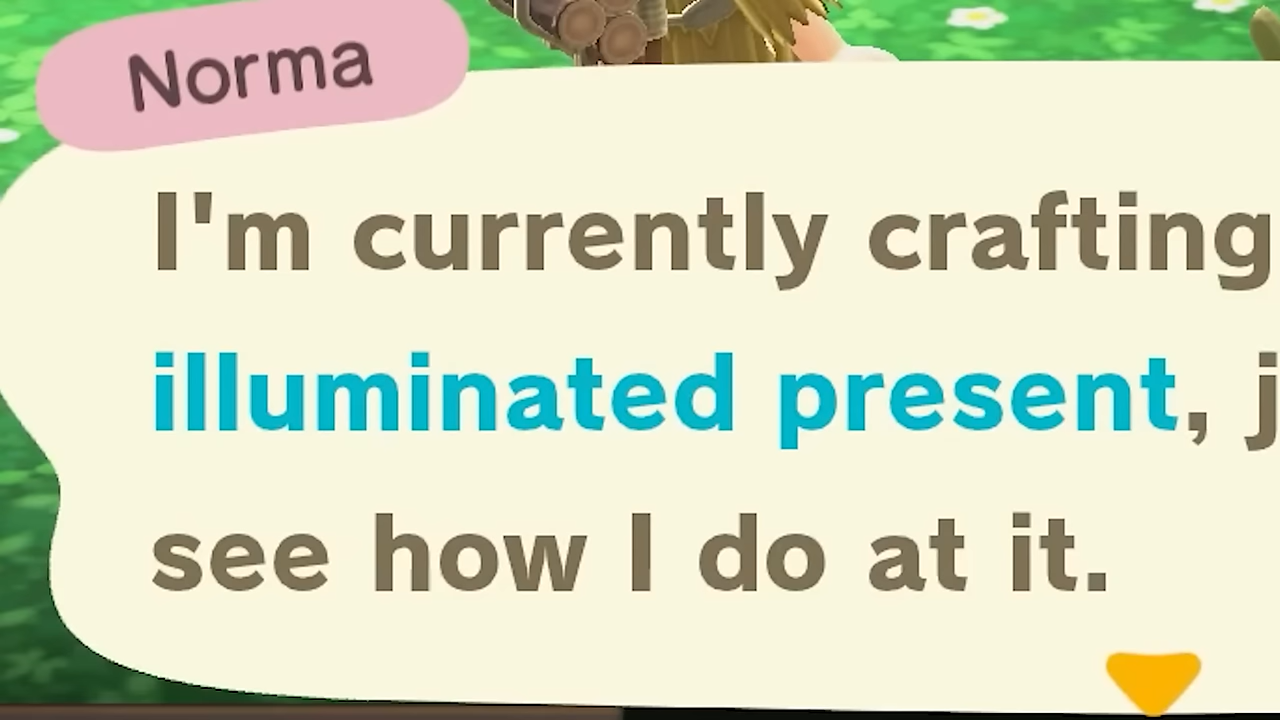 Norma
I'm currently crafting
illuminated present, j
see how I do at it.